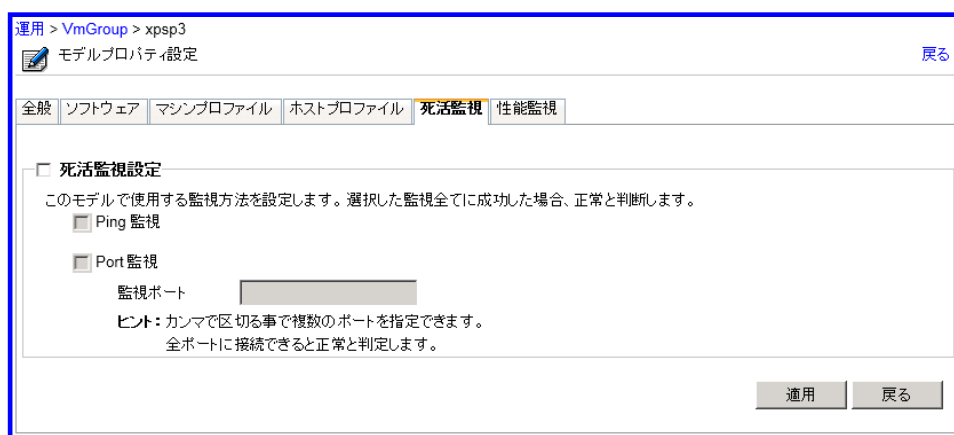 運用 > VmGroup > xpsp3
モデルプロパティ設定
戻る
全般 ソフトウェア マシンプロファイル ホストプロファイル 死活監視 性能監視
死活監視設定
このモデルで使用する監視方法を設定します。選択した監視全てに成功した場合、正常と判断します。
Ping 監視
Port 監視
監視ポート
ヒント：カンマで区切る事で複数のポートを指定できます。
全ポートに接続できると正常と判定します。
適用 戻る